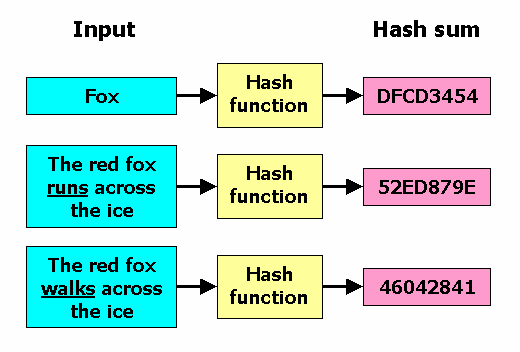 Input
Hash sum
Fox
Hash
function
DFCD3454
The red fox
runs across
the ice
Hash
function
52ED879E
The red fox
walks across
the ice
Hash
function
46042841